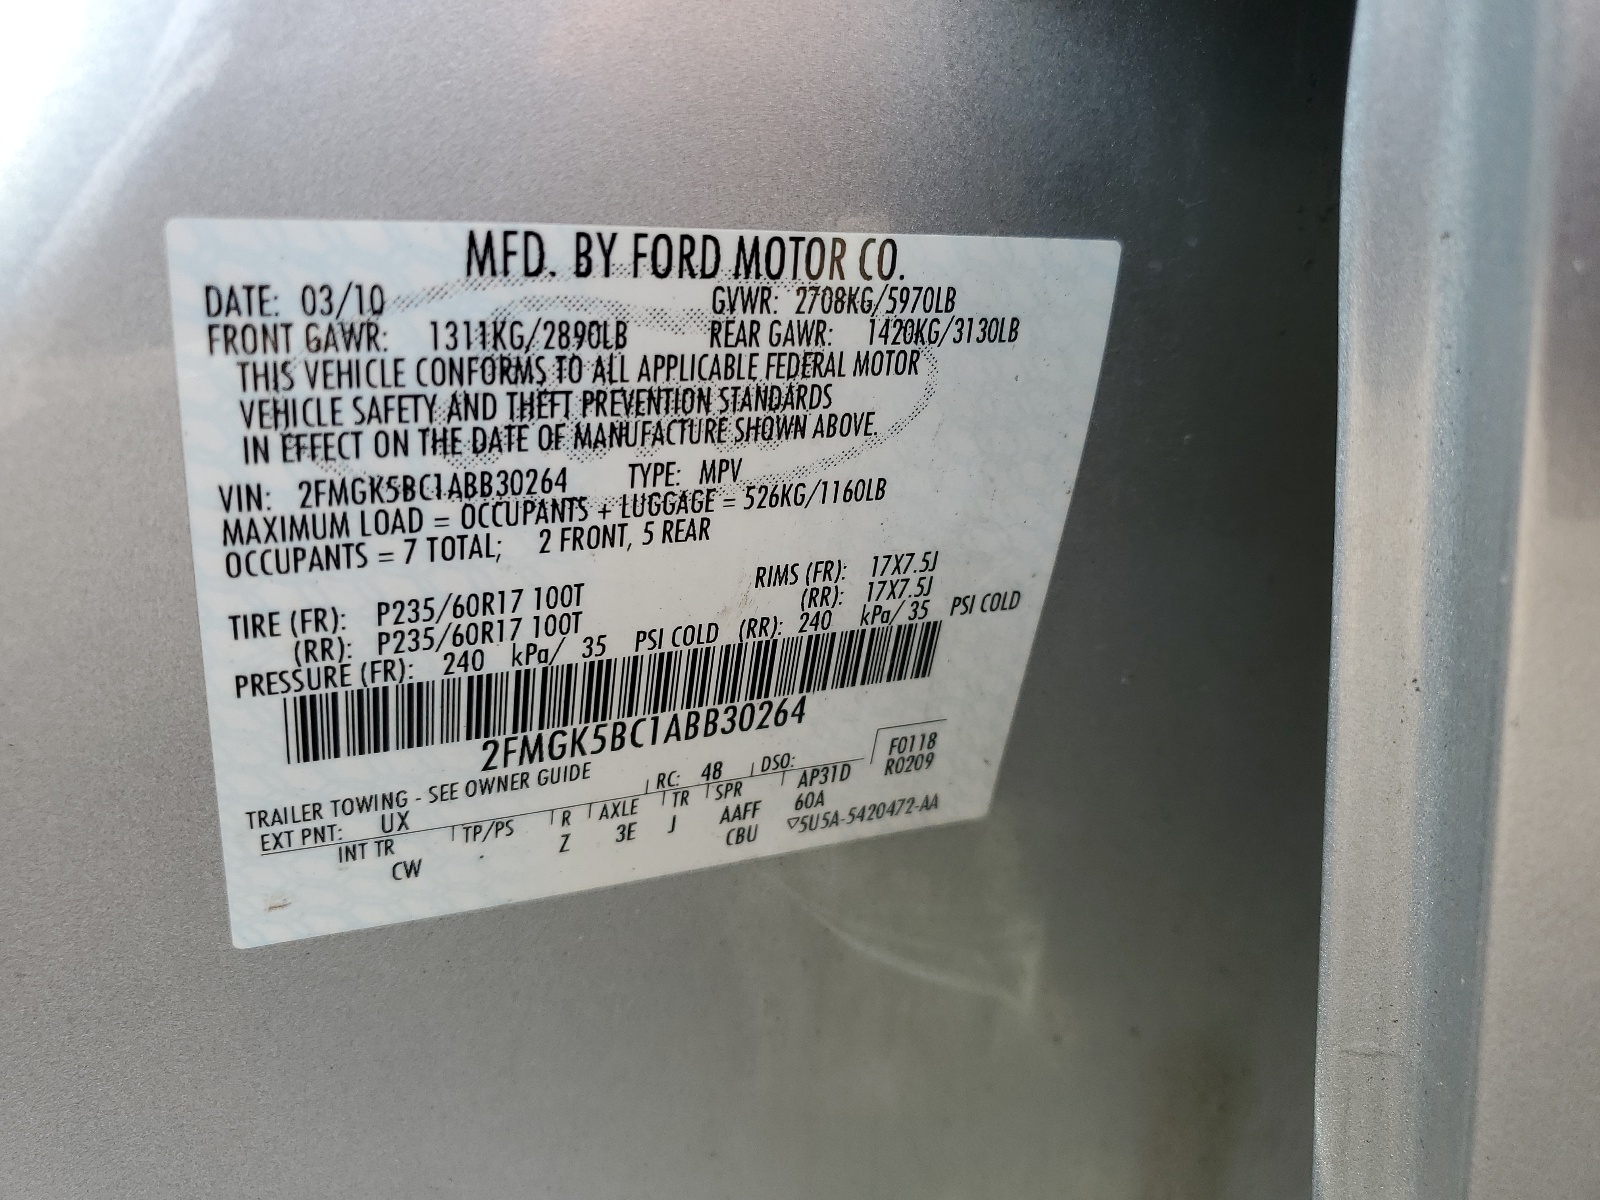 MFD. BY FORD MOTOR CO.
DATE: 03/10 GVWR: 2708KG/5970LB
FRONT GAWR: 1311KG/2890LB REAR GAWR: 1420KG/3130LB
THIS VEHICLE CONFORMS TO ALL APPLICABLE FEDERAL MOTOR
VEHICLE SAFETY AND THEFT PREVENTION STANDARDS
IN EFFECT ON THE DATE OF MANUFACTURE SHOWN ABOVE.
VIN: 2FMGK5BC1ABB30264 TYPE: MPV
MAXIMUM LOAD = OCCUPANTS + LUGGAGE = 526KG/1160LB
OCCUPANTS = 7 TOTAL; 2 FRONT, 5 REAR
TIRE (FR): P235/60R17 100T RIMS (FR): 17X7.5J
(RR): P235/60R17 100T (RR): 17X7.5J
PRESSURE (FR): 240 kPa/ 35 PSI COLD (RR): 240 kPa/ 35 PSI COLD
2FMGK5BC1ABB30264
TRAILER TOWING - SEE OWNER GUIDE
EXT PNT: UX RC: 48 DSO: F0118
R0209
INT TR TP/PS R AXLE TR SPR AP31D
CW Z 3E J AAFF 60A
CBU 5U5A-5420472-AA